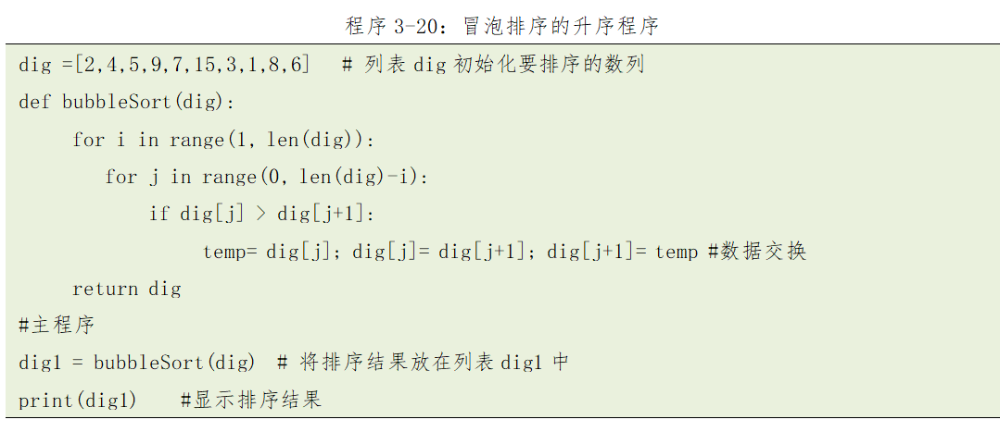 程序 3-20：冒泡排序的升序程序
dig =[2,4,5,9,7,15,3,1,8,6]   # 列表 dig 初始化要排序的数列
def bubbleSort(dig):
     for i in range(1, len(dig)):
        for j in range(0, len(dig)-i):
            if dig[j] > dig[j+1]:
                 temp= dig[j]; dig[j]= dig[j+1]; dig[j+1]= temp #数据交换
     return dig
#主程序
dig1 = bubbleSort(dig)  # 将排序结果放在列表 dig1 中
print(dig1)    #显示排序结果